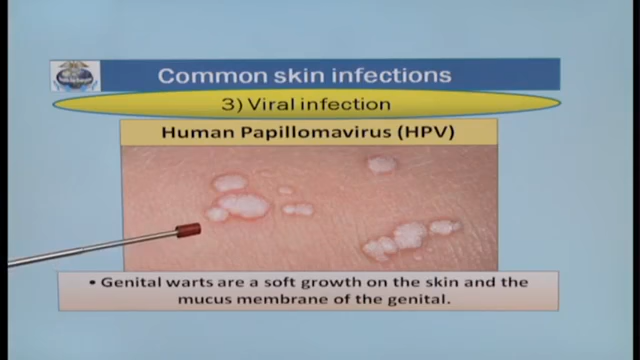 Common skin infections
3) Viral infection
Human Papillomavirus (HPV)
• Genital warts are a soft growth on the skin and the
mucus membrane of the genital.